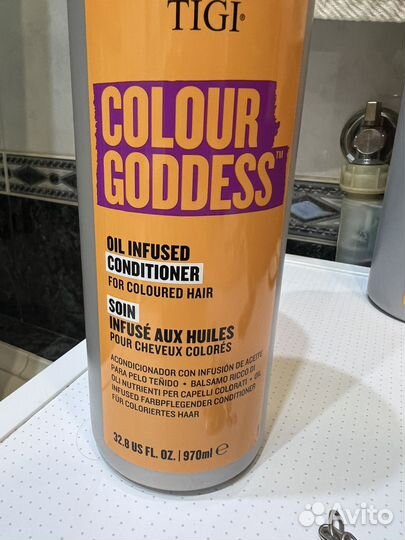 TIGI®
COLOUR
GODDESS™
OIL INFUSED
CONDITIONER
FOR COLOURED HAIR
SOIN
INFUSÉ AUX HUILES
POUR CHEVEUX COLORÉS
ACONDICIONADOR CON INFUSIÓN DE ACEITE
PARA PELO TEÑIDO • BALSAMO RICCO DI
OLI NUTRIENTI PER CAPELLI COLORATI • OIL
INFUSED FARBPFLEGENDER CONDITIONER
FÜR COLORIERTES HAAR
32.8 US FL. OZ. | 970ml ℮
Avito